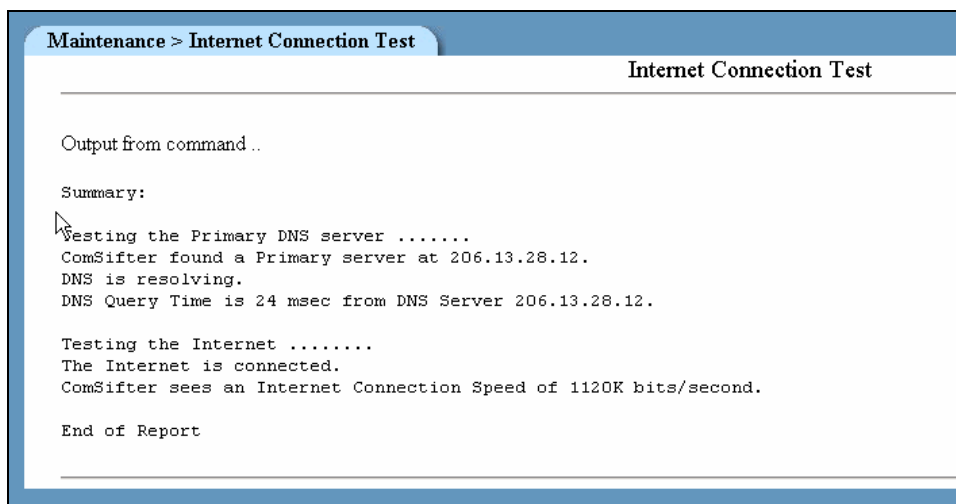 Maintenance > Internet Connection Test
Internet Connection Test
Output from command ..
Summary:
Testing the Primary DNS server .......
ComSifter found a Primary server at 206.13.28.12.
DNS is resolving.
DNS Query Time is 24 msec from DNS Server 206.13.28.12.
Testing the Internet ........
The Internet is connected.
ComSifter sees an Internet Connection Speed of 1120K bits/second.
End of Report